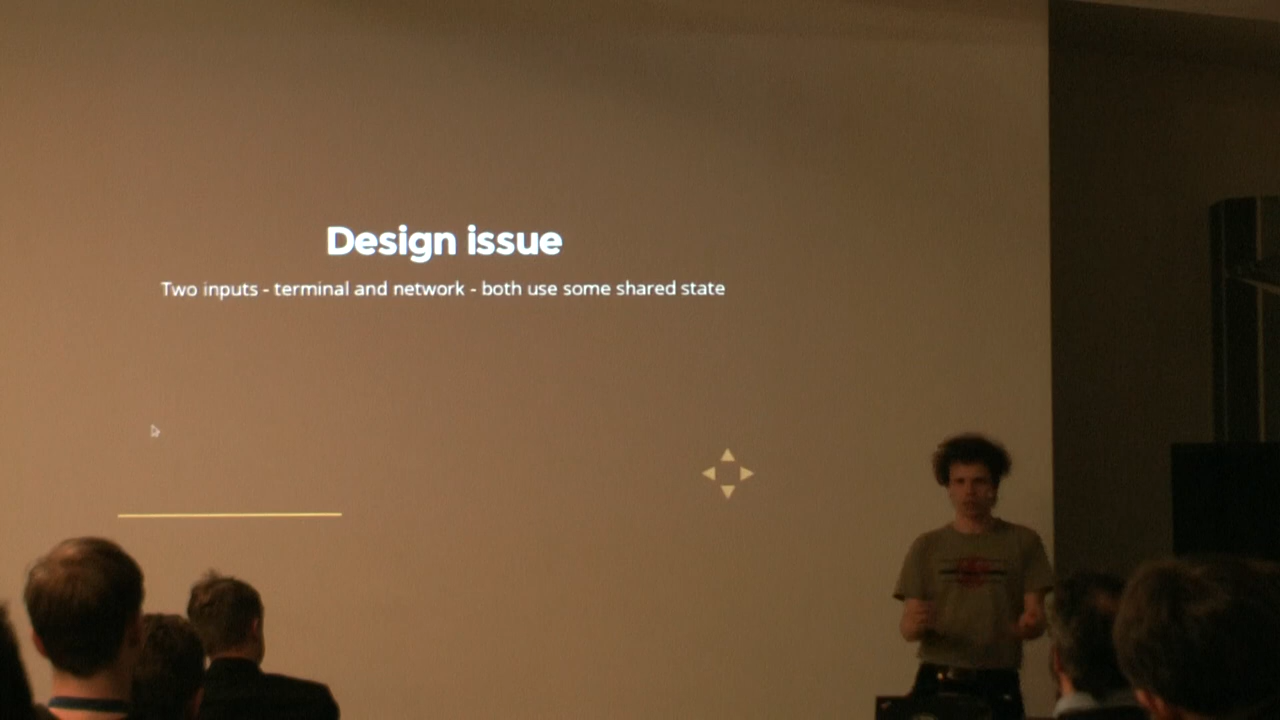 Design issue
Two inputs - terminal and network - both use some shared state